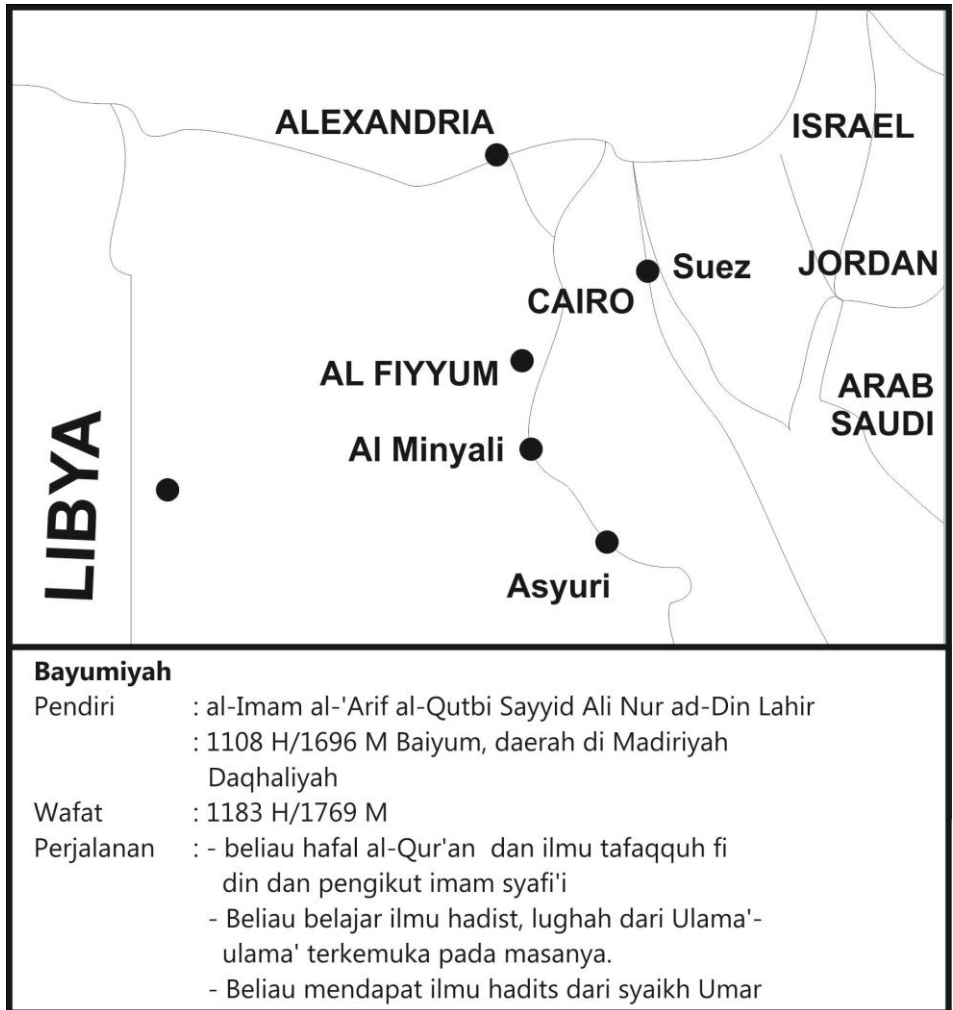 ALEXANDRIA
ISRAEL
Suez
JORDAN
CAIRO
AL FIYYUM
ARAB
SAUDI
LIBYA
Al Minyali
Asyuri
Bayumiyah
Pendiri : al-Imam al-'Arif al-Qutbi Sayyid Ali Nur ad-Din Lahir
: 1108 H/1696 M Baiyum, daerah di Madiriyah
Daqhaliyah
Wafat : 1183 H/1769 M
Perjalanan : - beliau hafal al-Qur'an dan ilmu tafaqquh fi
din dan pengikut imam syafi'i
- Beliau belajar ilmu hadist, lughah dari Ulama'-
ulama' terkemuka pada masanya.
- Beliau mendapat ilmu hadits dari syaikh Umar